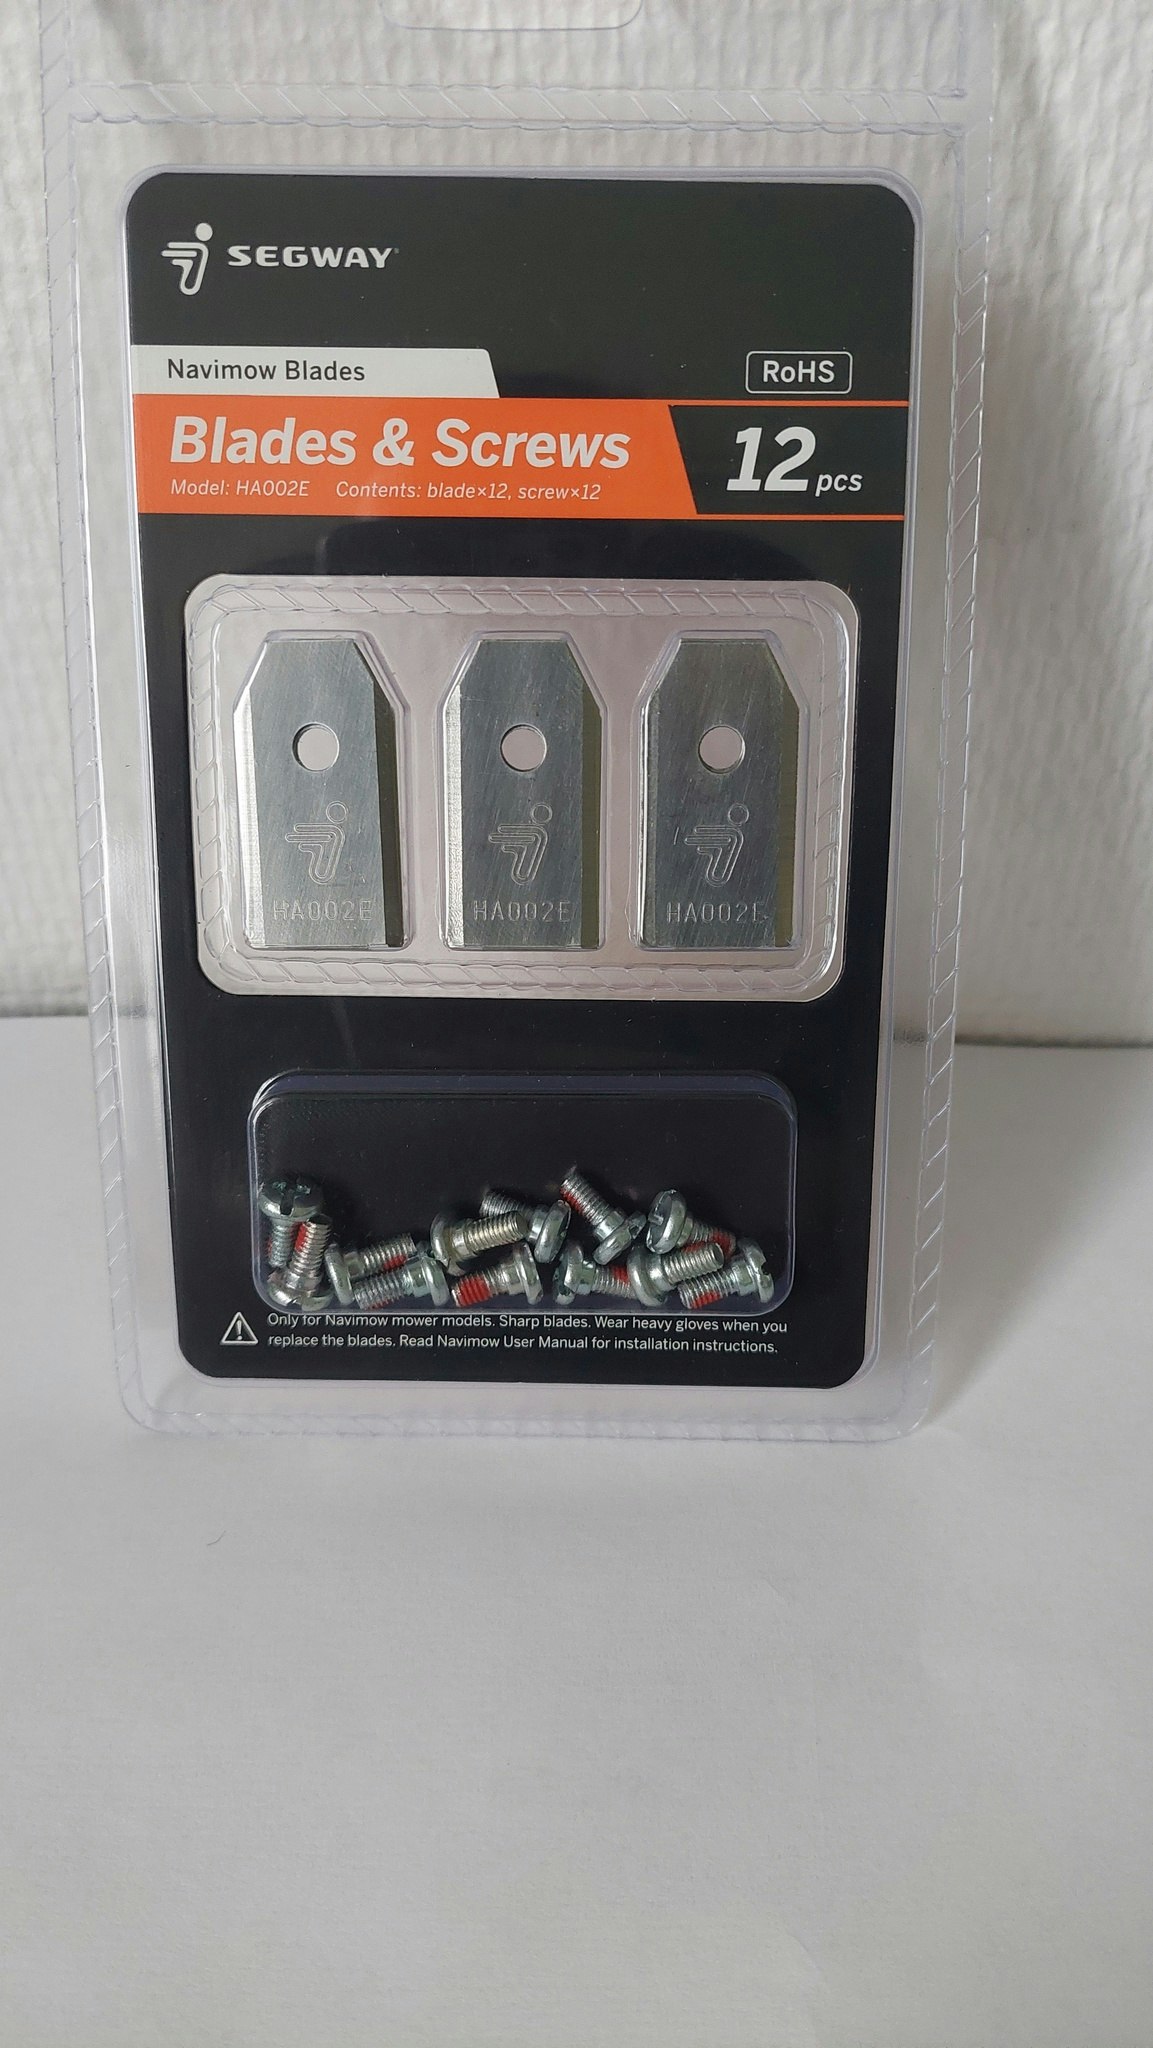 SEGWAY
Navimow Blades
RoHS
Blades & Screws
12 pcs
Model: HA002E Contents: blade×12, screw×12
HA002E HA002E HA002E
Only for Navimow mower models. Sharp blades. Wear heavy gloves when you
replace the blades. Read Navimow User Manual for installation instructions.